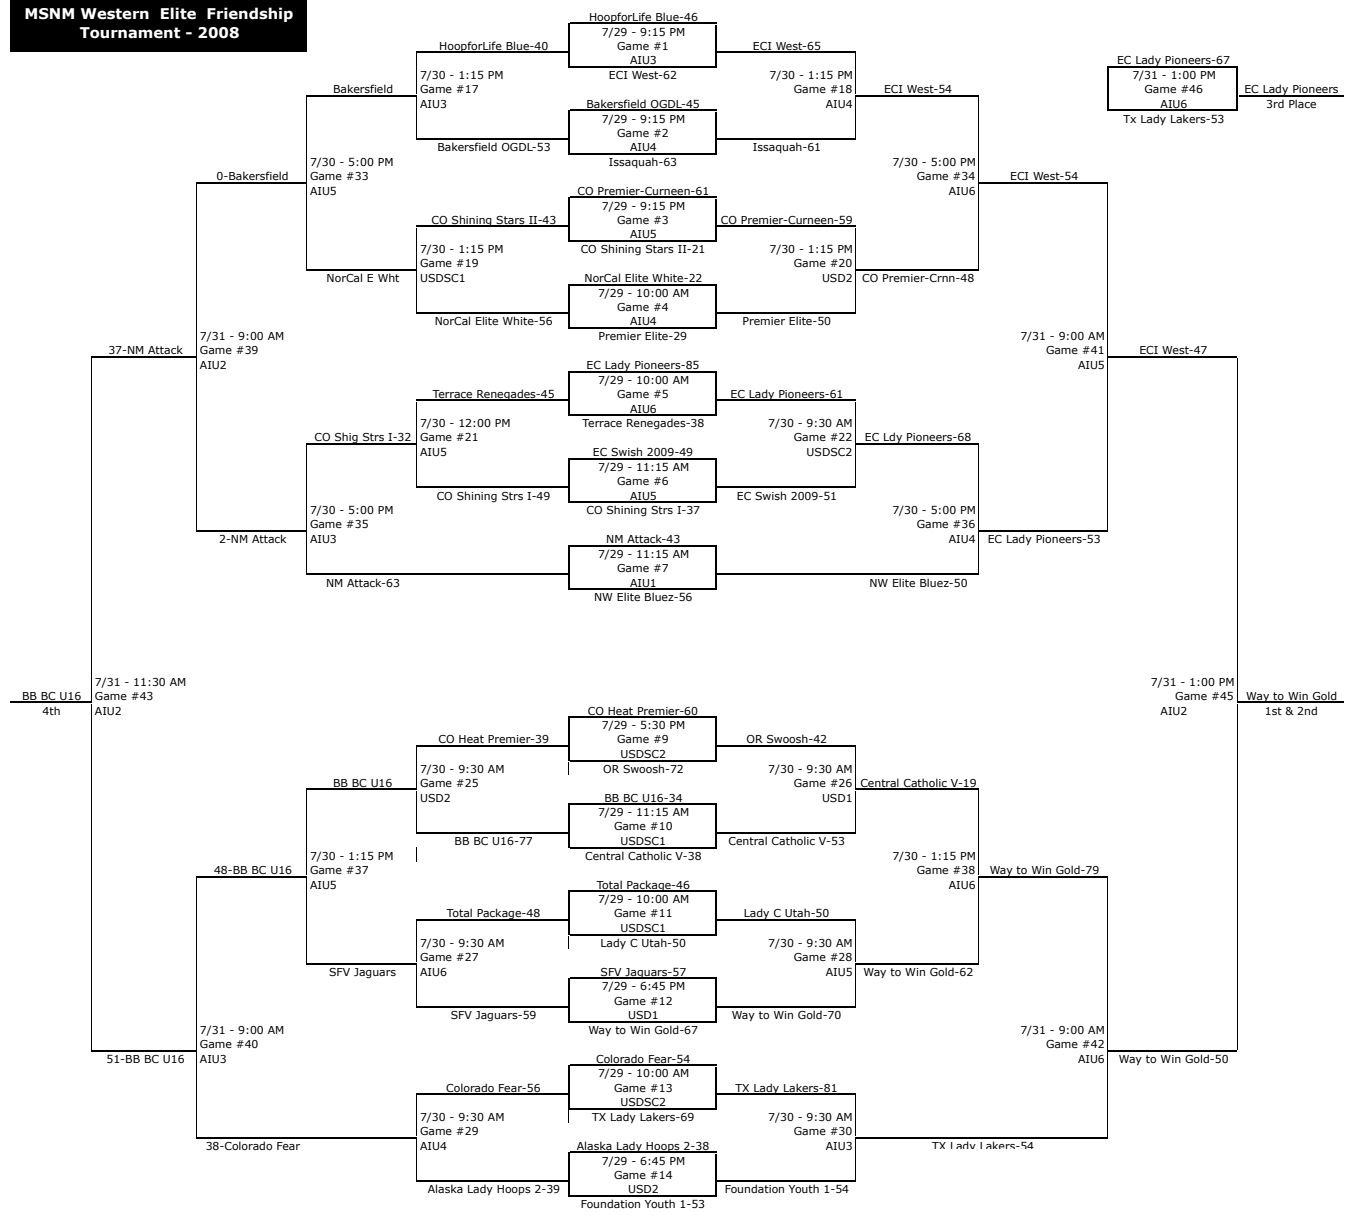 MSNM Western Elite Friendship
Tournament - 2008
HoopforLife Blue-46
7/29 - 9:15 PM
Game #1
AIU3
ECI West-62
HoopforLife Blue-40
ECI West-65
7/30 - 1:15 PM
Game #17
AIU3
7/30 - 1:15 PM
Game #18
AIU4
Bakersfield
ECI West-54
EC Lady Pioneers-67
7/31 - 1:00 PM
Game #46
AIU6
Tx Lady Lakers-53
EC Lady Pioneers
3rd Place
Bakersfield OGDL-45
7/29 - 9:15 PM
Game #2
AIU4
Issaquah-63
Bakersfield OGDL-53
Issaquah-61
7/30 - 5:00 PM
Game #33
AIU5
7/30 - 5:00 PM
Game #34
AIU6
0-Bakersfield
ECI West-54
CO Premier-Curneen-61
7/29 - 9:15 PM
Game #3
AIU5
CO Shining Stars II-21
CO Shining Stars II-43
CO Premier-Curneen-59
7/30 - 1:15 PM
Game #19
USDSC1
7/30 - 1:15 PM
Game #20
USD2
NorCal E Wht
CO Premier-Crnn-48
NorCal Elite White-22
7/29 - 10:00 AM
Game #4
AIU4
Premier Elite-29
NorCal Elite White-56
Premier Elite-50
7/31 - 9:00 AM
Game #39
AIU2
7/31 - 9:00 AM
Game #41
AIU5
37-NM Attack
ECI West-47
EC Lady Pioneers-85
7/29 - 10:00 AM
Game #5
AIU6
Terrace Renegades-38
Terrace Renegades-45
EC Lady Pioneers-61
7/30 - 12:00 PM
Game #21
AIU5
7/30 - 9:30 AM
Game #22
USDSC2
CO Shig Strs I-32
EC Ldy Pioneers-68
EC Swish 2009-49
7/29 - 11:15 AM
Game #6
AIU5
CO Shining Strs I-37
CO Shining Strs I-49
EC Swish 2009-51
7/30 - 5:00 PM
Game #35
AIU3
7/30 - 5:00 PM
Game #36
AIU4
2-NM Attack
EC Lady Pioneers-53
NM Attack-43
7/29 - 11:15 AM
Game #7
AIU1
NW Elite Bluez-56
NM Attack-63
NW Elite Bluez-50
BB BC U16
4th
7/31 - 11:30 AM
Game #43
AIU2
7/31 - 1:00 PM
Game #45
AIU2
Way to Win Gold
1st & 2nd
CO Heat Premier-60
7/29 - 5:30 PM
Game #9
USDSC2
OR Swoosh-72
CO Heat Premier-39
OR Swoosh-42
7/30 - 9:30 AM
Game #25
USD2
7/30 - 9:30 AM
Game #26
USD1
BB BC U16
Central Catholic V-19
BB BC U16-34
7/29 - 11:15 AM
Game #10
USDSC1
Central Catholic V-38
BB BC U16-77
Central Catholic V-53
7/30 - 1:15 PM
Game #37
AIU5
7/30 - 1:15 PM
Game #38
AIU6
48-BB BC U16
Way to Win Gold-79
Total Package-46
7/29 - 10:00 AM
Game #11
USDSC1
Lady C Utah-50
Total Package-48
Lady C Utah-50
7/30 - 9:30 AM
Game #27
AIU6
7/30 - 9:30 AM
Game #28
AIU5
SFV Jaguars
Way to Win Gold-62
SFV Jaguars-57
7/29 - 6:45 PM
Game #12
USD1
Way to Win Gold-67
SFV Jaguars-59
Way to Win Gold-70
7/31 - 9:00 AM
Game #40
AIU3
7/31 - 9:00 AM
Game #42
AIU6
51-BB BC U16
Way to Win Gold-50
Colorado Fear-54
7/29 - 10:00 AM
Game #13
USDSC2
TX Lady Lakers-69
Colorado Fear-56
TX Lady Lakers-81
7/30 - 9:30 AM
Game #29
AIU4
7/30 - 9:30 AM
Game #30
AIU3
38-Colorado Fear
TX Lady Lakers-54
Alaska Lady Hoops 2-38
7/29 - 6:45 PM
Game #14
USD2
Foundation Youth 1-53
Alaska Lady Hoops 2-39
Foundation Youth 1-54